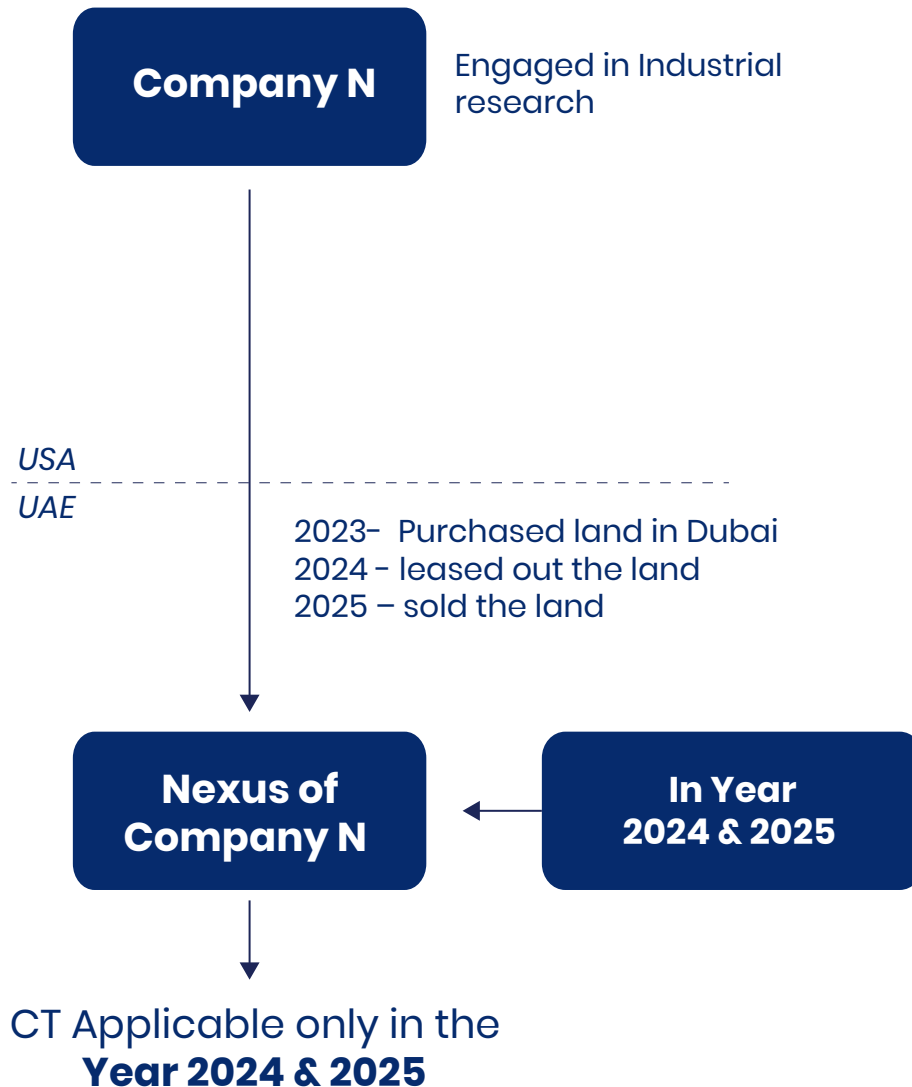 Company N
Engaged in Industrial
research
USA
UAE
2023- Purchased land in Dubai
2024 - leased out the land
2025 – sold the land
Nexus of
Company N
In Year
2024 & 2025
CT Applicable only in the
Year 2024 & 2025